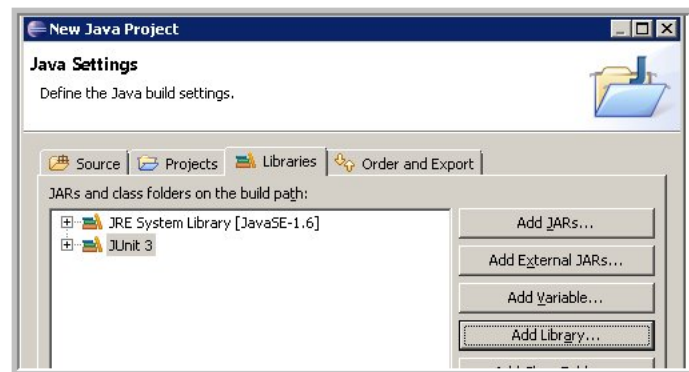 New Java Project
Java Settings
Define the Java build settings.
Source Projects Libraries Order and Export
JARs and class folders on the build path:
JRE System Library [JavaSE-1.6]
JUnit 3
Add JARs...
Add External JARs...
Add Variable...
Add Library...